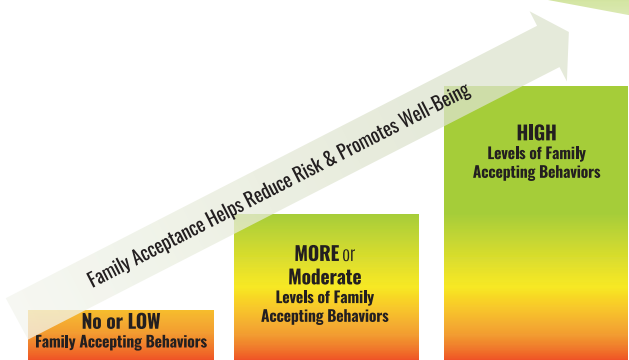 Family Acceptance Helps Reduce Risk & Promotes Well-Being
HIGH
Levels of Family
Accepting Behaviors
MORE or
Moderate
Levels of Family
Accepting Behaviors
No or LOW
Family Accepting Behaviors